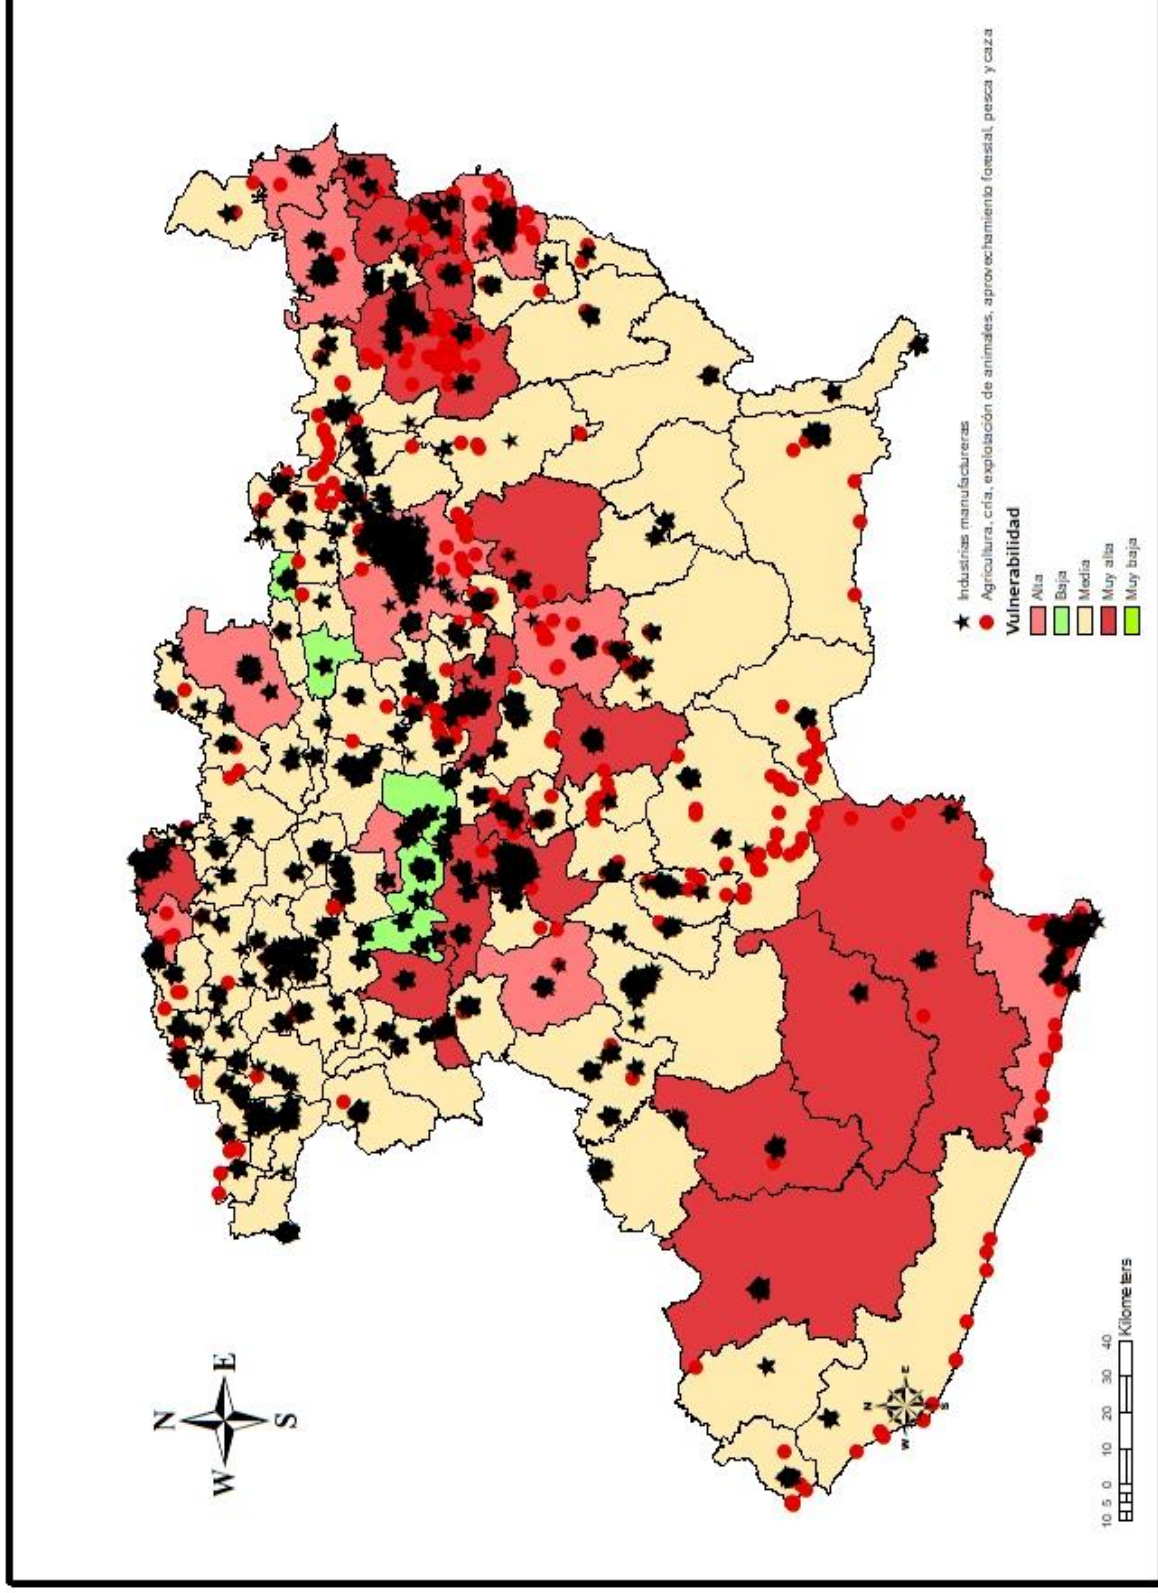 N
W E
S
N
W E
S
Industrias manufactureras
Agricultura, cría, explotación de animales, aprovechamiento forestal, pesca y caza
Vulnerabilidad
Alta
Baja
Media
Muy alta
Muy baja
10 5 0 10 20 30 40
Kilometers